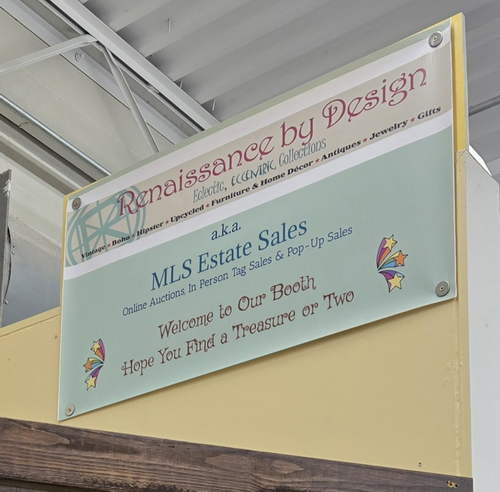 Renaissance by Design
Eclectic, Eccentric Collections
Vintage • Boho • Hipster • Upcycled • Furniture & Home Décor • Antiques • Jewelry • Gifts
a.k.a.
MLS Estate Sales
Online Auctions, In Person Tag Sales & Pop-Up Sales
Welcome to Our Booth
Hope You Find a Treasure or Two